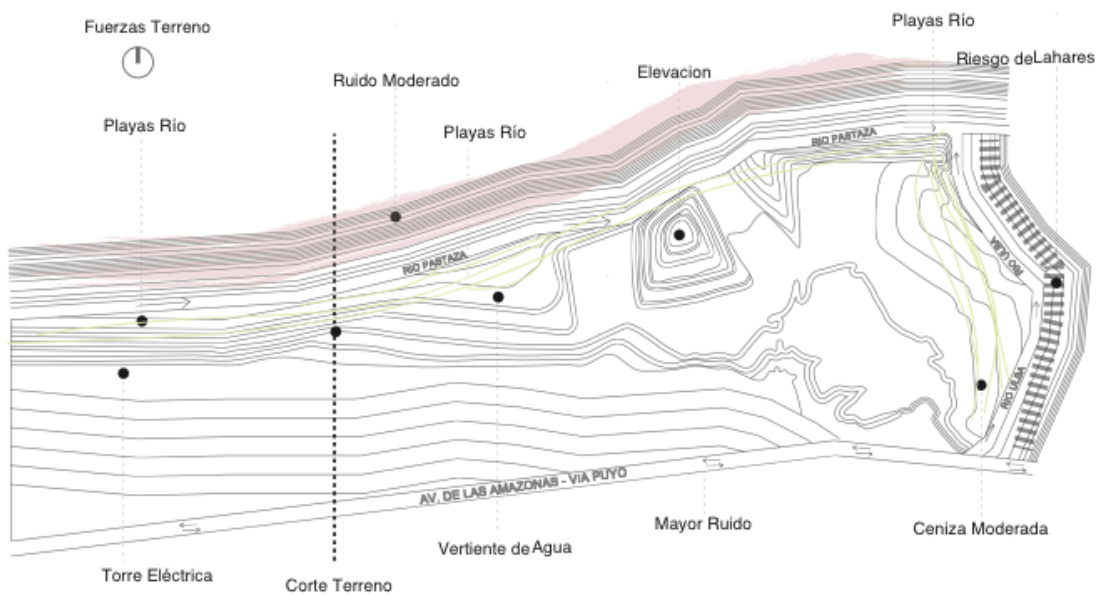 Fuerzas Terreno
Playas Río
Riesgo de Lahares
Elevacion
Ruido Moderado
Playas Río
Playas Río
RIO PASTAZA
RIO PASTAZA
RIO ULBA
RIO ULBA
AV. DE LAS AMAZONAS - VIA PUYO
Mayor Ruido
Ceniza Moderada
Vertiente de Agua
Torre Eléctrica
Corte Terreno